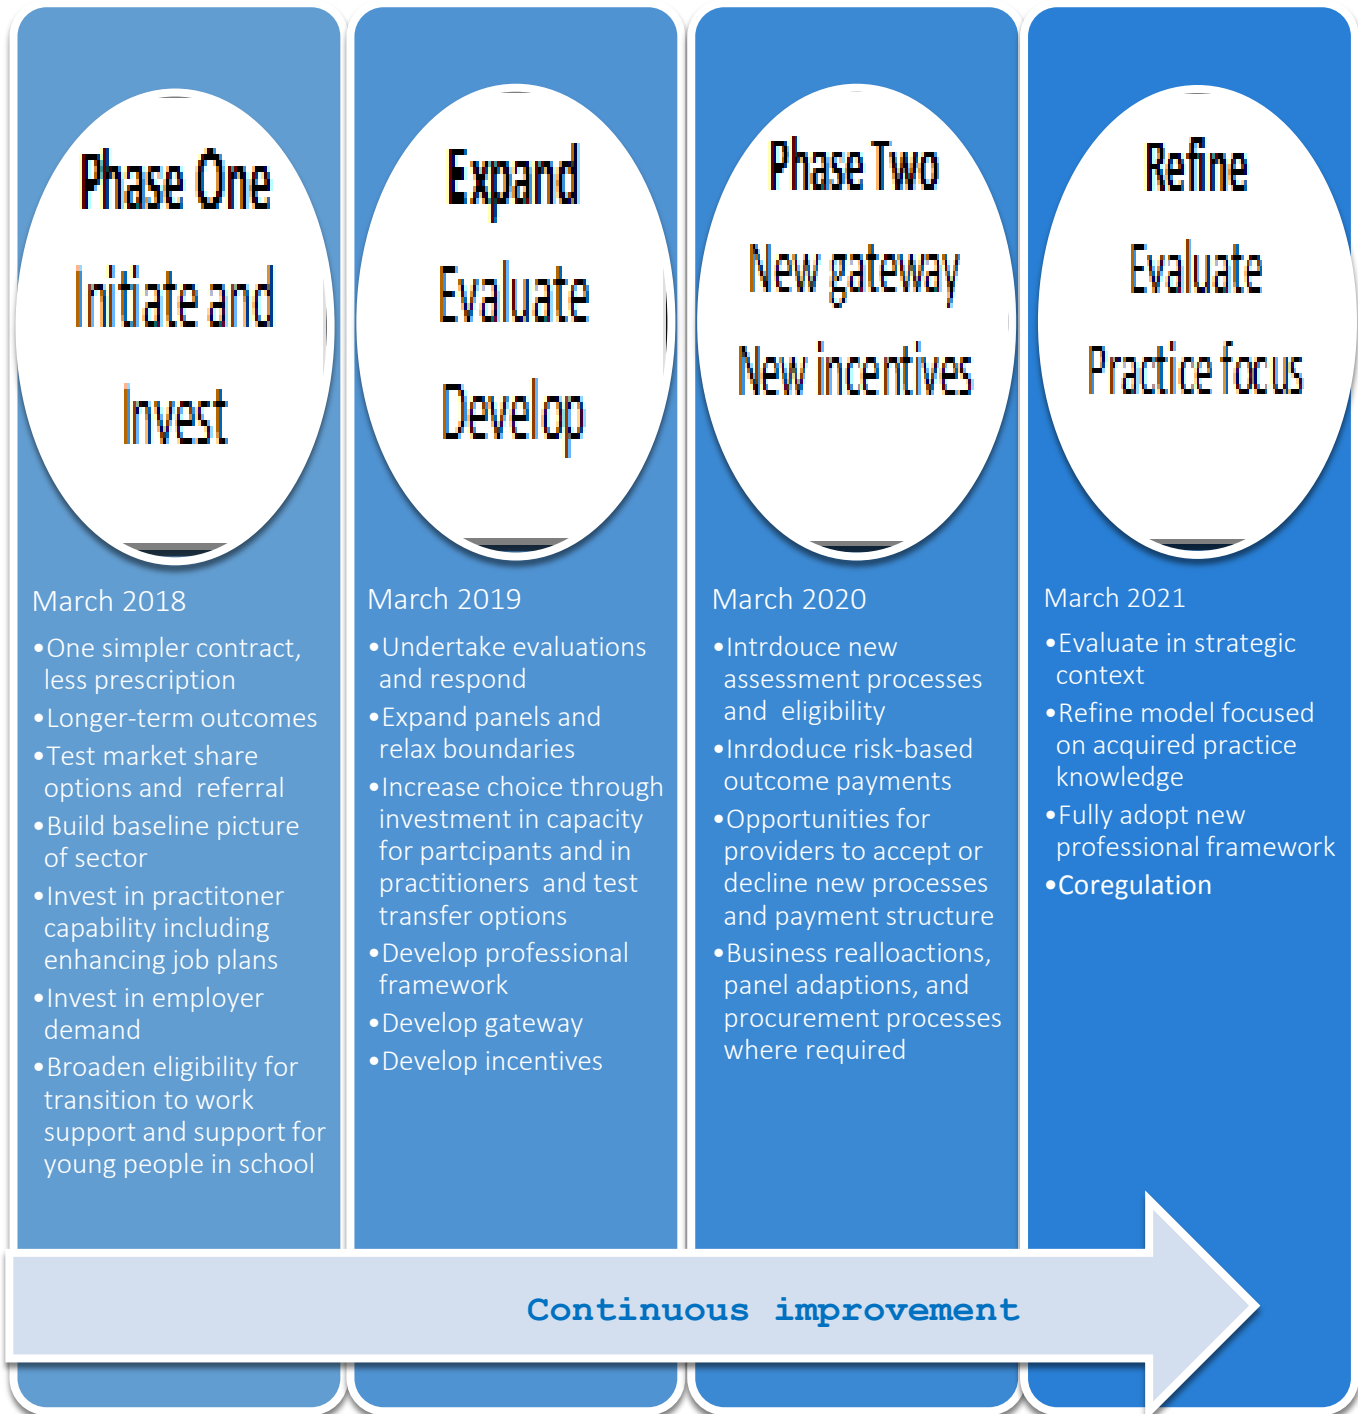 Phase One
Initiate and
Invest
March 2018
•One simpler contract,
less prescription
•Longer-term outcomes
•Test market share
options and referral
•Build baseline picture
of sector
•Invest in practitoner
capability including
enhancing job plans
•Invest in employer
demand
•Broaden eligibility for
transition to work
support and support for
young people in school
Expand
Evaluate
Develop
March 2019
•Undertake evaluations
and respond
•Expand panels and
relax boundaries
•Increase choice through
investment in capacity
for partcipants and in
practitioners and test
transfer options
•Develop professional
framework
•Develop gateway
•Develop incentives
Phase Two
New gateway
New incentives
March 2020
•Intrdouce new
assessment processes
and eligibility
•Inrdoduce risk-based
outcome payments
•Opportunities for
providers to accept or
decline new processes
and payment structure
•Business realloactions,
panel adaptions, and
procurement processes
where required
Refine
Evaluate
Practice focus
March 2021
•Evaluate in strategic
context
•Refine model focused
on acquired practice
knowledge
•Fully adopt new
professional framework
•Coregulation
Continuous improvement